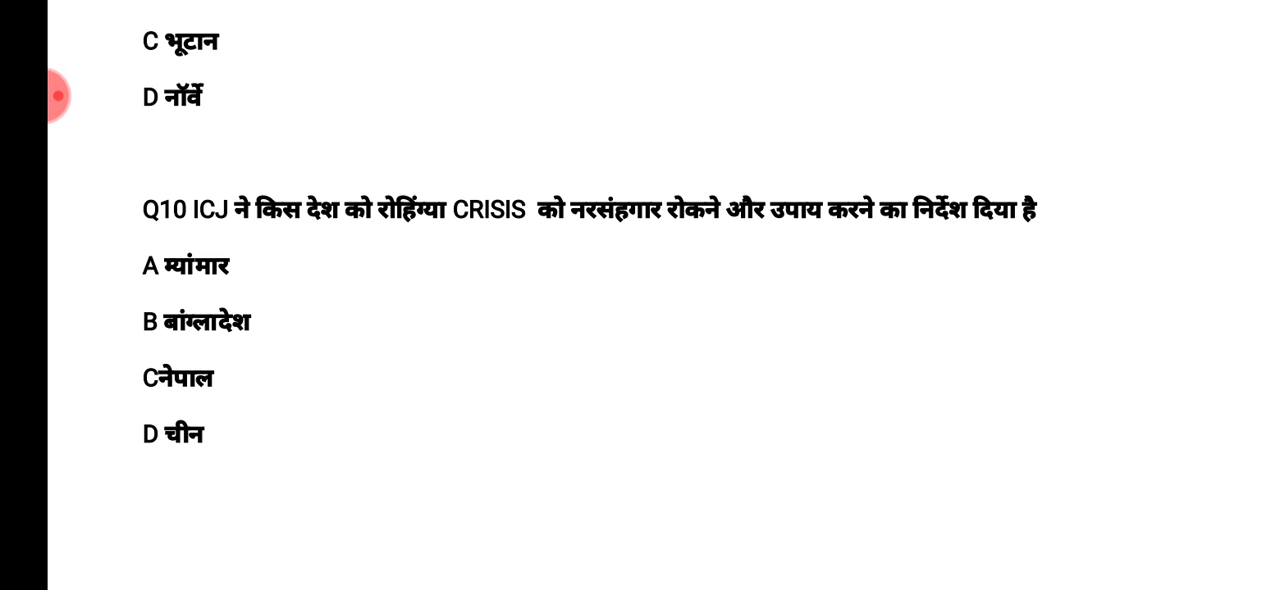 C भूटान
D नॉर्वे
Q10 ICJ ने किस देश को रोहिंग्या CRISIS को नरसंहगार रोकने और उपाय करने का निर्देश दिया है
A म्यांमार
B बांग्लादेश
Cनेपाल
D चीन